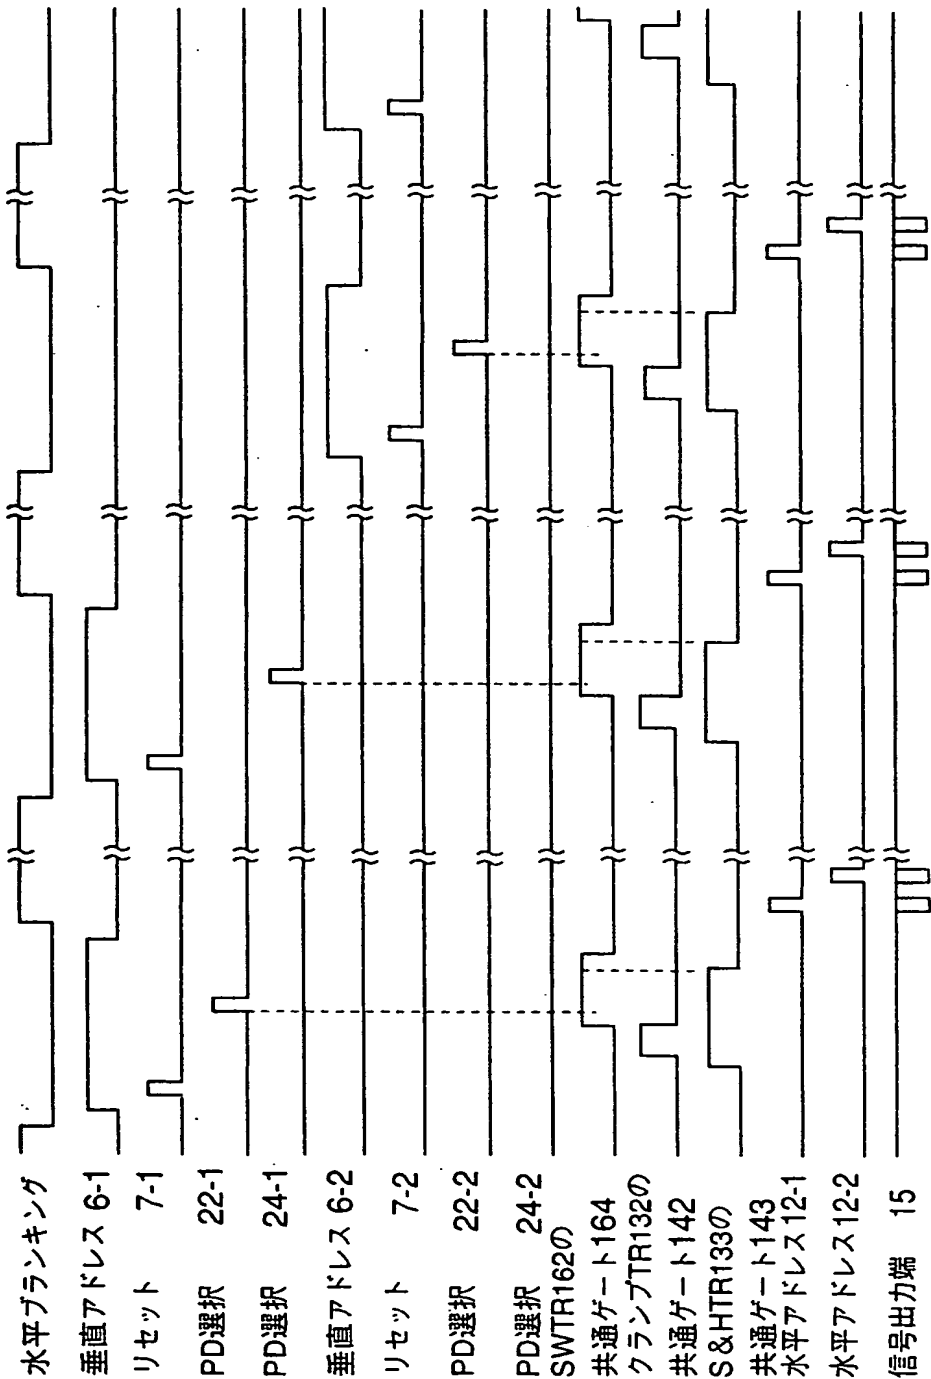 水平ブランキング
垂直アドレス 6-1
リセット 7-1
PD選択 22-1
PD選択 24-1
垂直アドレス 6-2
リセット 7-2
PD選択 22-2
PD選択 24-2
SWTR162の
共通ゲート164
クランプTR132の
共通ゲート142
S&HTR133の
共通ゲート143
水平アドレス12-1
水平アドレス12-2
信号出力端 15